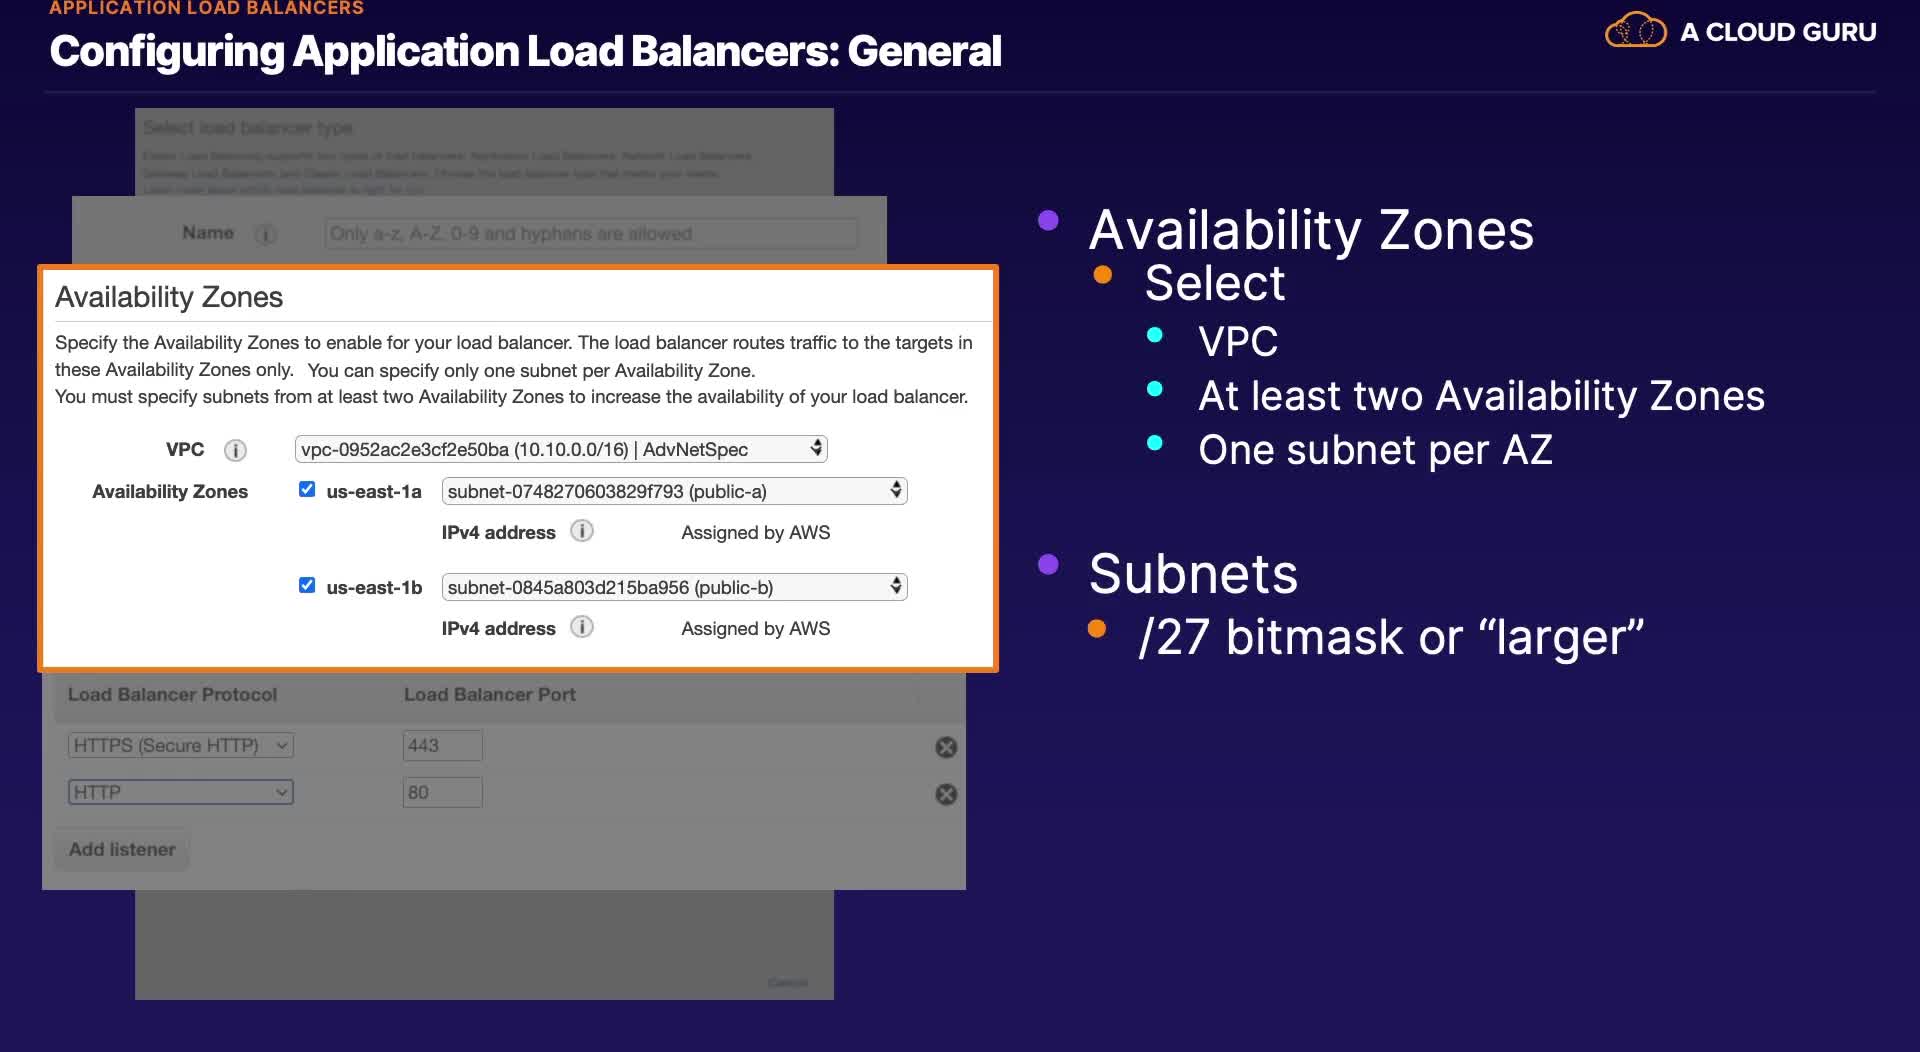 APPLICATION LOAD BALANCERS
Configuring Application Load Balancers: General
A CLOUD GURU
Select load balancer type
Name
Only a-z, A-Z, 0-9 and hyphens are allowed
Availability Zones
Specify the Availability Zones to enable for your load balancer. The load balancer routes traffic to the targets in
these Availability Zones only. You can specify only one subnet per Availability Zone.
You must specify subnets from at least two Availability Zones to increase the availability of your load balancer.
VPC
vpc-0952ac2e3cf2e50ba (10.10.0.0/16) | AdvNetSpec
Availability Zones
us-east-1a
subnet-0748270603829f793 (public-a)
IPv4 address
Assigned by AWS
us-east-1b
subnet-0845a803d215ba956 (public-b)
IPv4 address
Assigned by AWS
Load Balancer Protocol
Load Balancer Port
HTTPS (Secure HTTP)
443
HTTP
80
Add listener
Cancel
Availability Zones
Select
VPC
At least two Availability Zones
One subnet per AZ
Subnets
/27 bitmask or “larger”